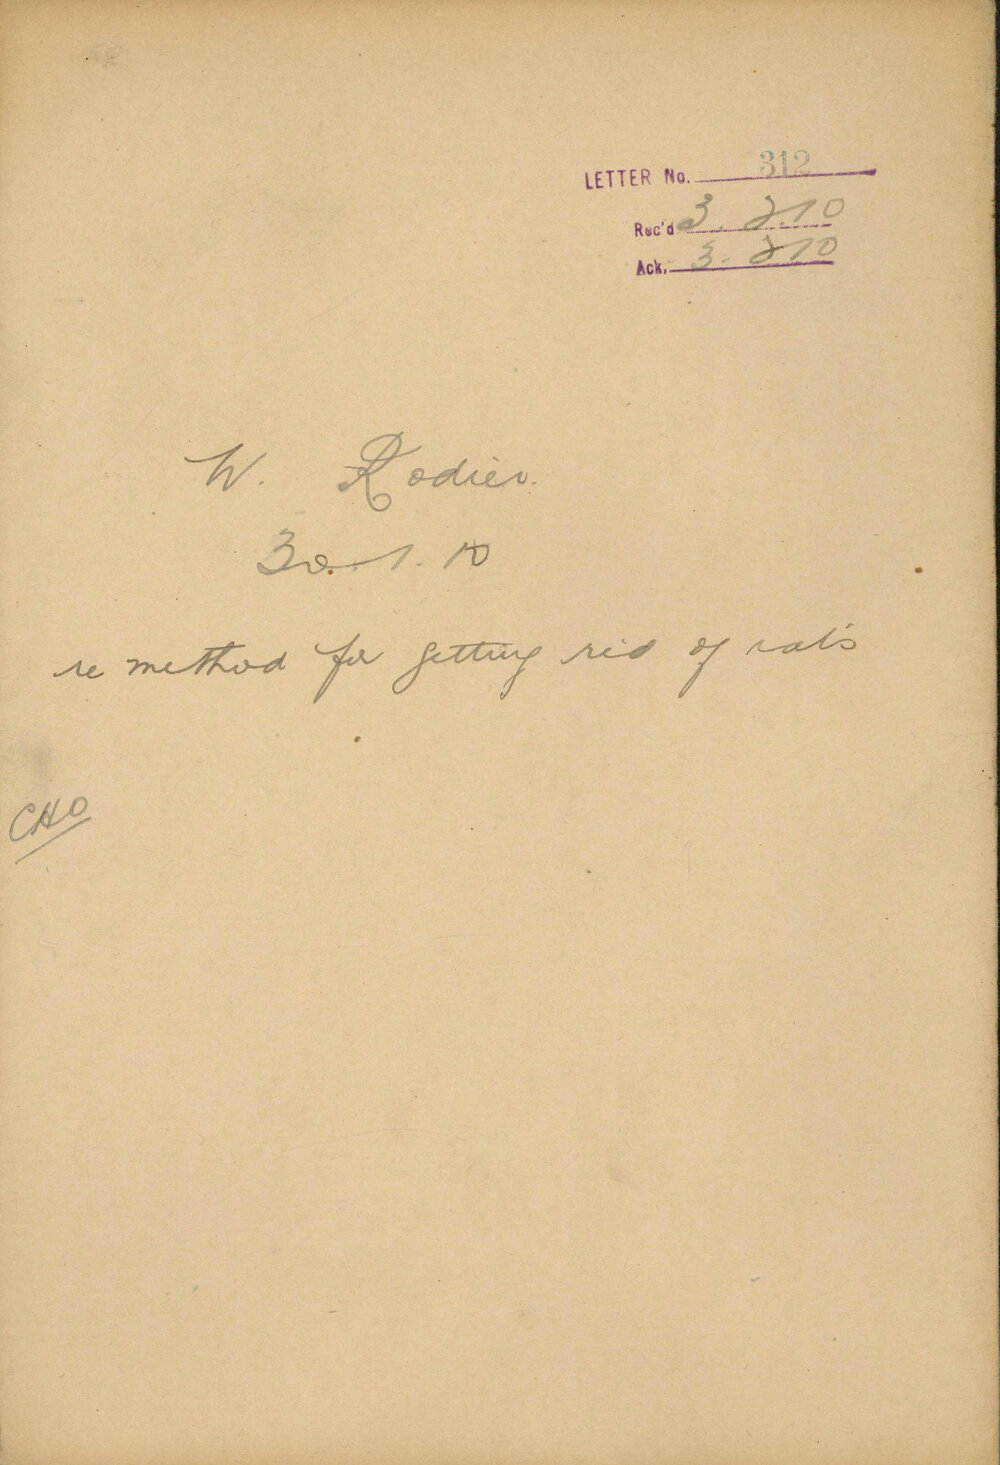 LETTER No. 312
Rec'd 3. 2.10
Ack. 3. 2 10
W. Rodier.
30.1.10
re method for getting rid of rats
CHO